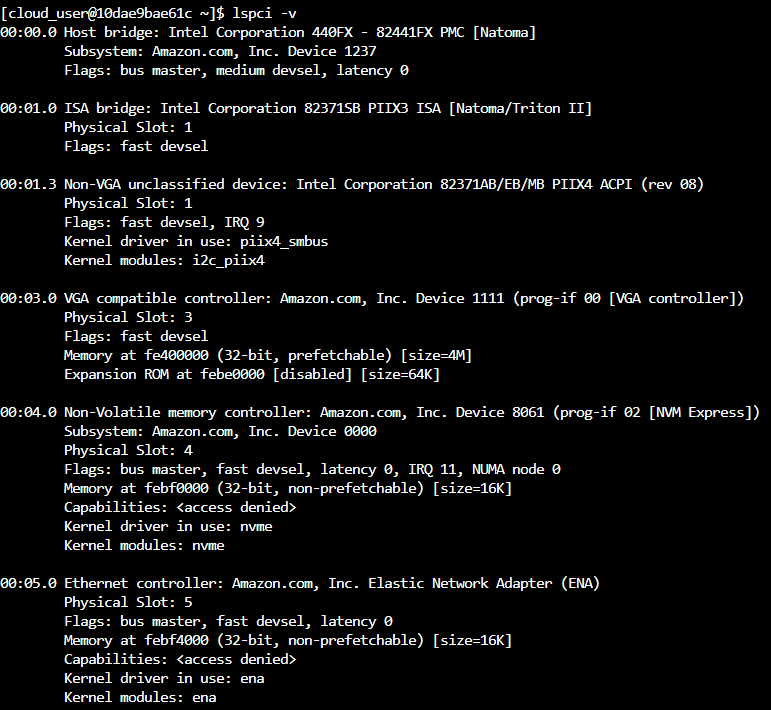 [cloud_user@10dae9bae61c ~]$ lspci -v
00:00.0 Host bridge: Intel Corporation 440FX - 82441FX PMC [Natoma]
        Subsystem: Amazon.com, Inc. Device 1237
        Flags: bus master, medium devsel, latency 0

00:01.0 ISA bridge: Intel Corporation 82371SB PIIX3 ISA [Natoma/Triton II]
        Physical Slot: 1
        Flags: fast devsel

00:01.3 Non-VGA unclassified device: Intel Corporation 82371AB/EB/MB PIIX4 ACPI (rev 08)
        Physical Slot: 1
        Flags: fast devsel, IRQ 9
        Kernel driver in use: piix4_smbus
        Kernel modules: i2c_piix4

00:03.0 VGA compatible controller: Amazon.com, Inc. Device 1111 (prog-if 00 [VGA controller])
        Physical Slot: 3
        Flags: fast devsel
        Memory at fe400000 (32-bit, prefetchable) [size=4M]
        Expansion ROM at febe0000 [disabled] [size=64K]

00:04.0 Non-Volatile memory controller: Amazon.com, Inc. Device 8061 (prog-if 02 [NVM Express])
        Subsystem: Amazon.com, Inc. Device 0000
        Physical Slot: 4
        Flags: bus master, fast devsel, latency 0, IRQ 11, NUMA node 0
        Memory at febf0000 (32-bit, non-prefetchable) [size=16K]
        Capabilities: <access denied>
        Kernel driver in use: nvme
        Kernel modules: nvme

00:05.0 Ethernet controller: Amazon.com, Inc. Elastic Network Adapter (ENA)
        Physical Slot: 5
        Flags: bus master, fast devsel, latency 0
        Memory at febf4000 (32-bit, non-prefetchable) [size=16K]
        Capabilities: <access denied>
        Kernel driver in use: ena
        Kernel modules: ena